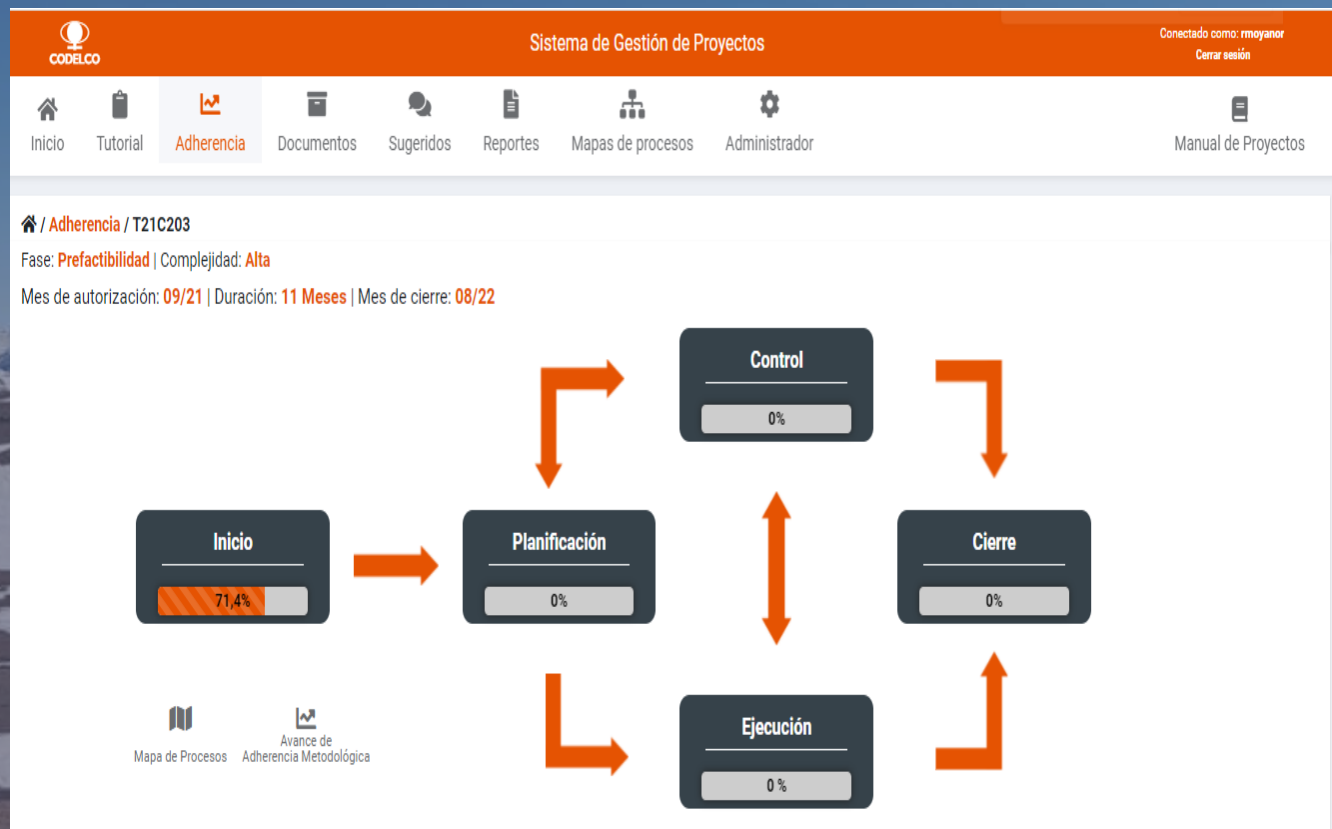 CODELCO
Sistema de Gestión de Proyectos
Conectado como: rmoyanor
Cerrar sesión
Inicio
Tutorial
Adherencia
Documentos
Sugeridos
Reportes
Mapas de procesos
Administrador
Manual de Proyectos
/ Adherencia / T21C203
Fase: Prefactibilidad | Complejidad: Alta
Mes de autorización: 09/21 | Duración: 11 Meses | Mes de cierre: 08/22
Control
0%
Inicio
71,4%
Planificación
0%
Cierre
0%
Ejecución
0 %
Mapa de Procesos
Avance de
Adherencia Metodológica